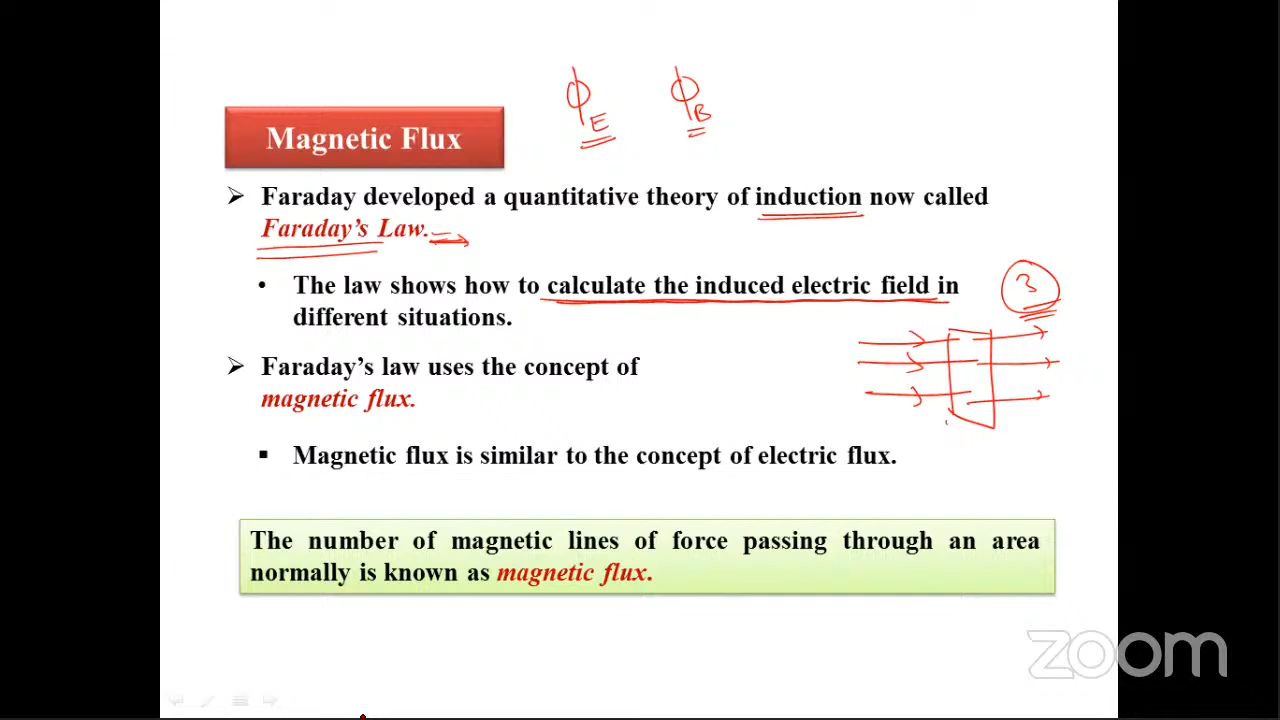 ϕE ϕB
Magnetic Flux
➢ Faraday developed a quantitative theory of induction now called
Faraday’s Law.
• The law shows how to calculate the induced electric field in
different situations.
3
➢ Faraday’s law uses the concept of
magnetic flux.
▪ Magnetic flux is similar to the concept of electric flux.
The number of magnetic lines of force passing through an area
normally is known as magnetic flux.
zoom